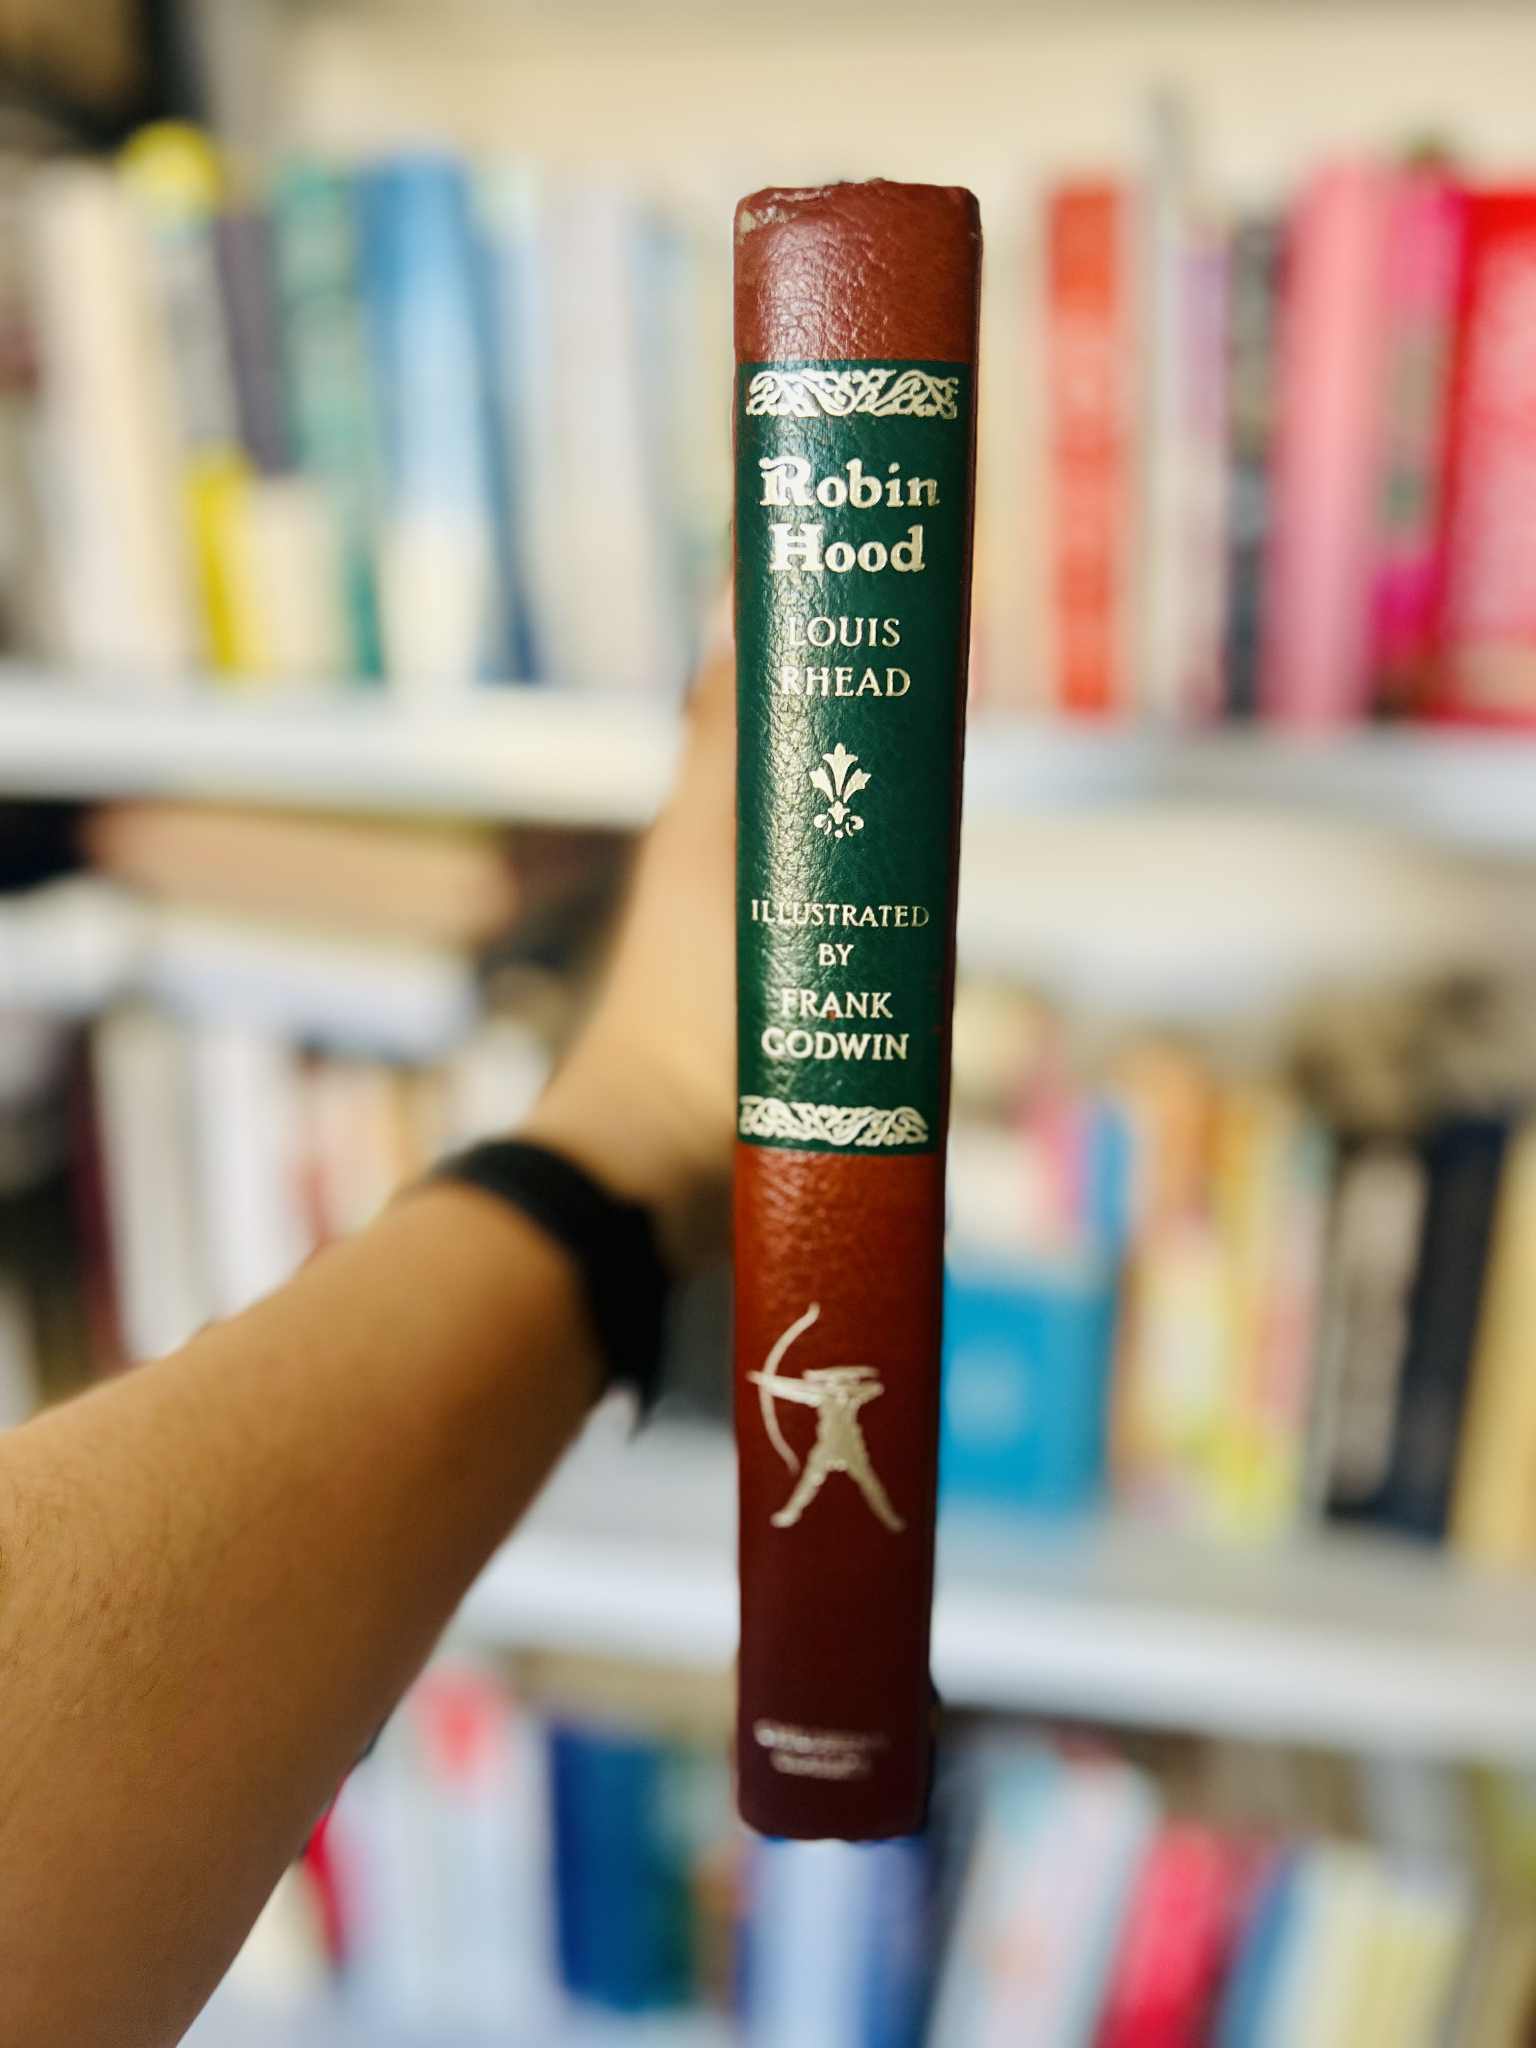 Robin
Hood
LOUIS
RHEAD
ILLUSTRATED
BY
FRANK
GODWIN